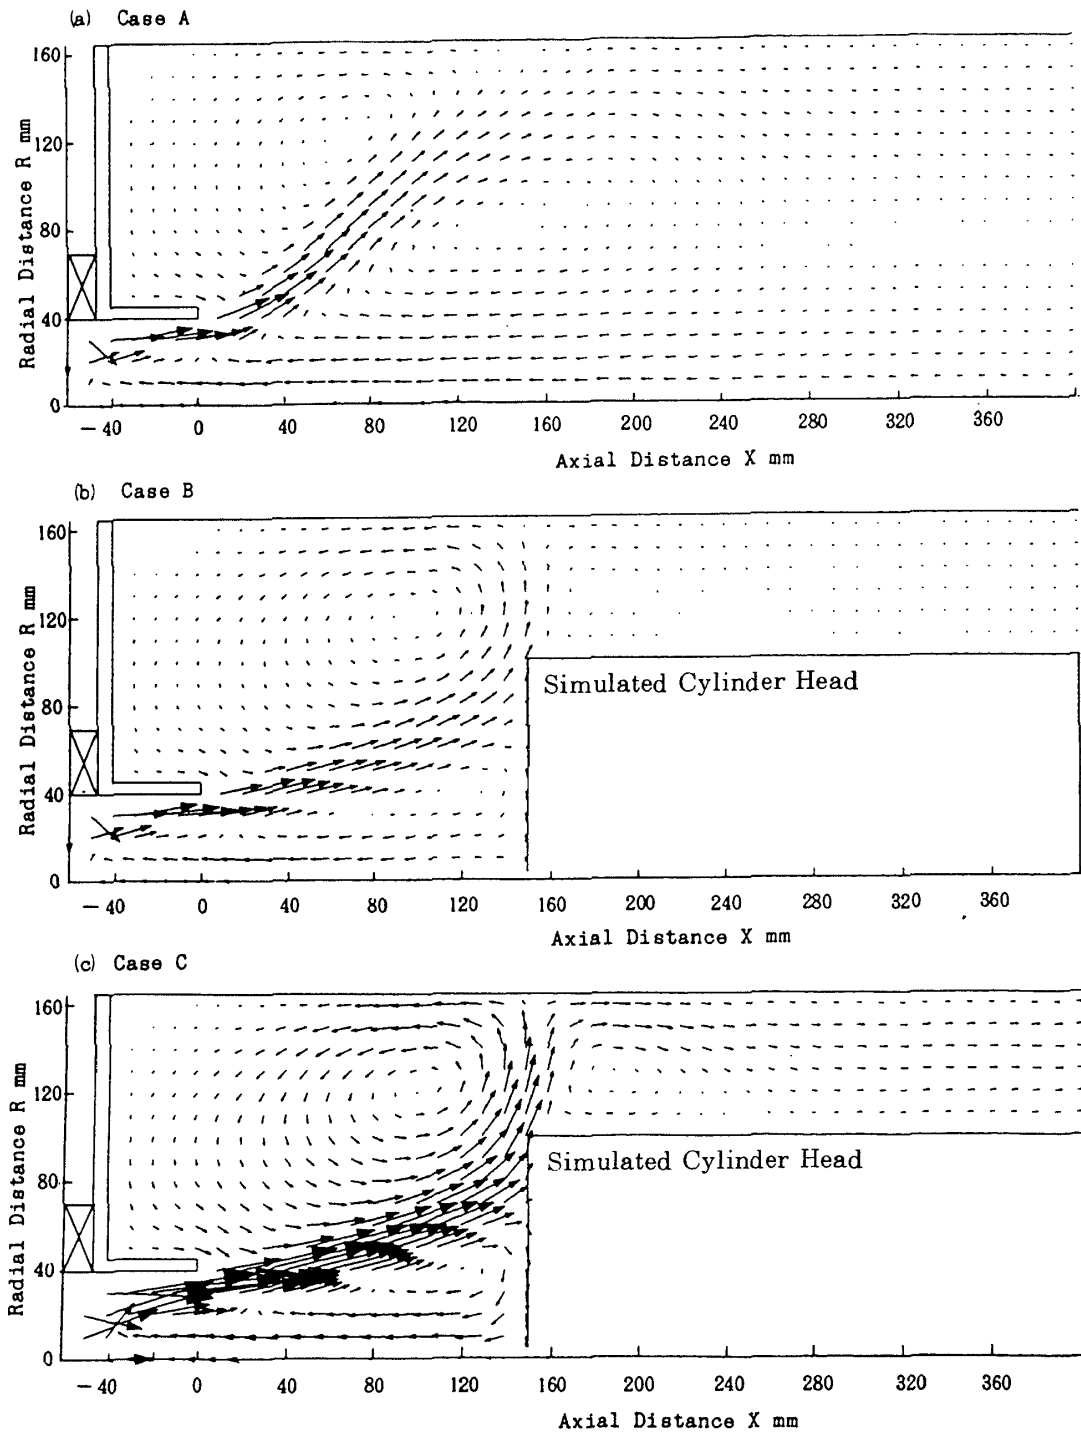 (a) Case A
160
120
80
40
0
Radial Distance R mm
−40 0 40 80 120 160 200 240 280 320 360
Axial Distance X mm
(b) Case B
160
120
80
40
0
Radial Distance R mm
Simulated Cylinder Head
−40 0 40 80 120 160 200 240 280 320 360
Axial Distance X mm
(c) Case C
160
120
80
40
0
Radial Distance R mm
Simulated Cylinder Head
−40 0 40 80 120 160 200 240 280 320 360
Axial Distance X mm